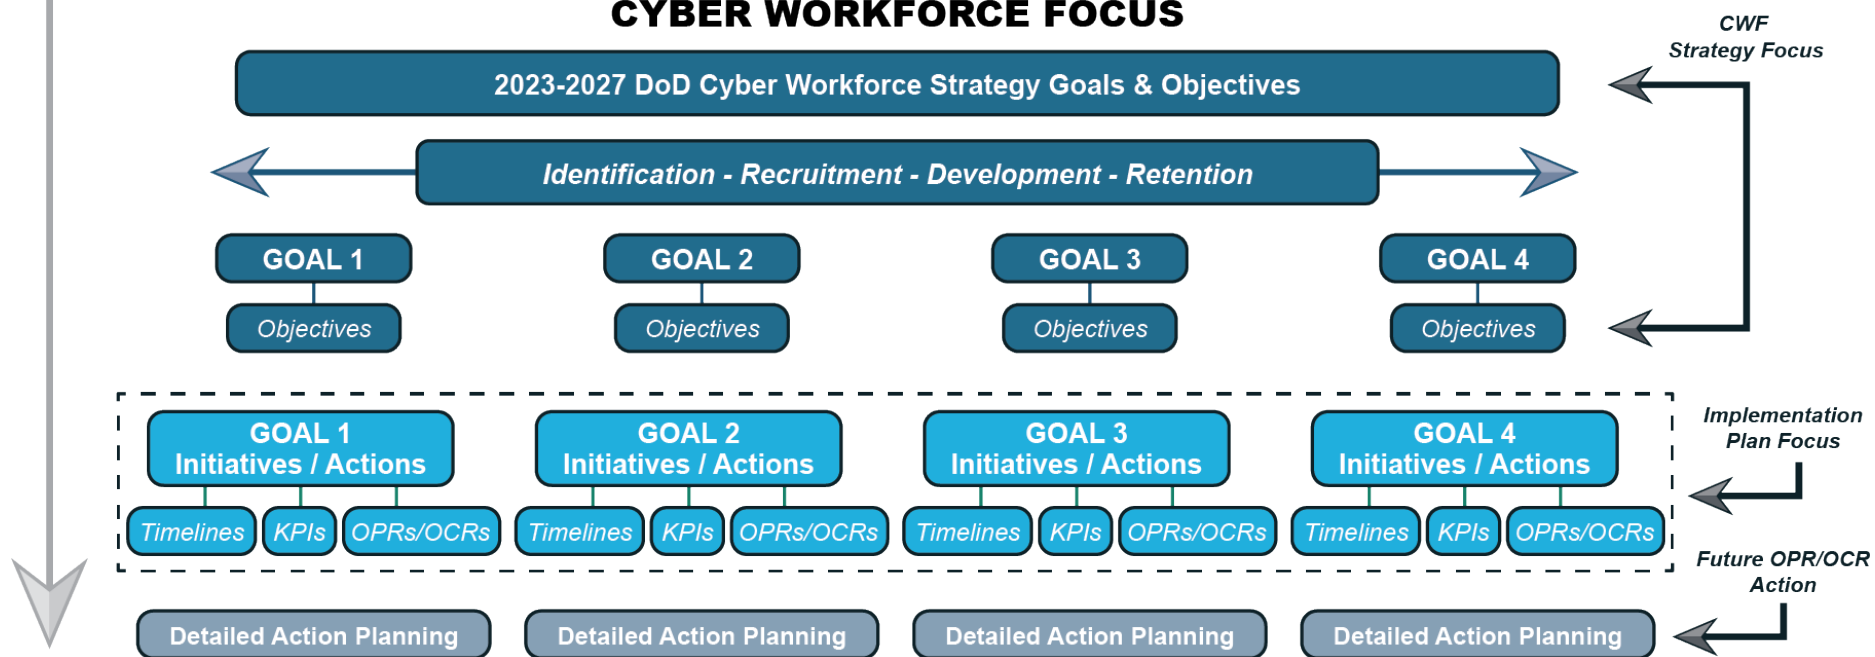 CYBER WORKFORCE FOCUS
CWF
Strategy Focus
2023-2027 DoD Cyber Workforce Strategy Goals & Objectives
Identification - Recruitment - Development - Retention
GOAL 1
GOAL 2
GOAL 3
GOAL 4
Objectives
Objectives
Objectives
Objectives
GOAL 1
Initiatives / Actions
GOAL 2
Initiatives / Actions
GOAL 3
Initiatives / Actions
GOAL 4
Initiatives / Actions
Implementation
Plan Focus
Timelines
KPIs
OPRs/OCRs
Timelines
KPIs
OPRs/OCRs
Timelines
KPIs
OPRs/OCRs
Timelines
KPIs
OPRs/OCRs
Future OPR/OCR
Action
Detailed Action Planning
Detailed Action Planning
Detailed Action Planning
Detailed Action Planning